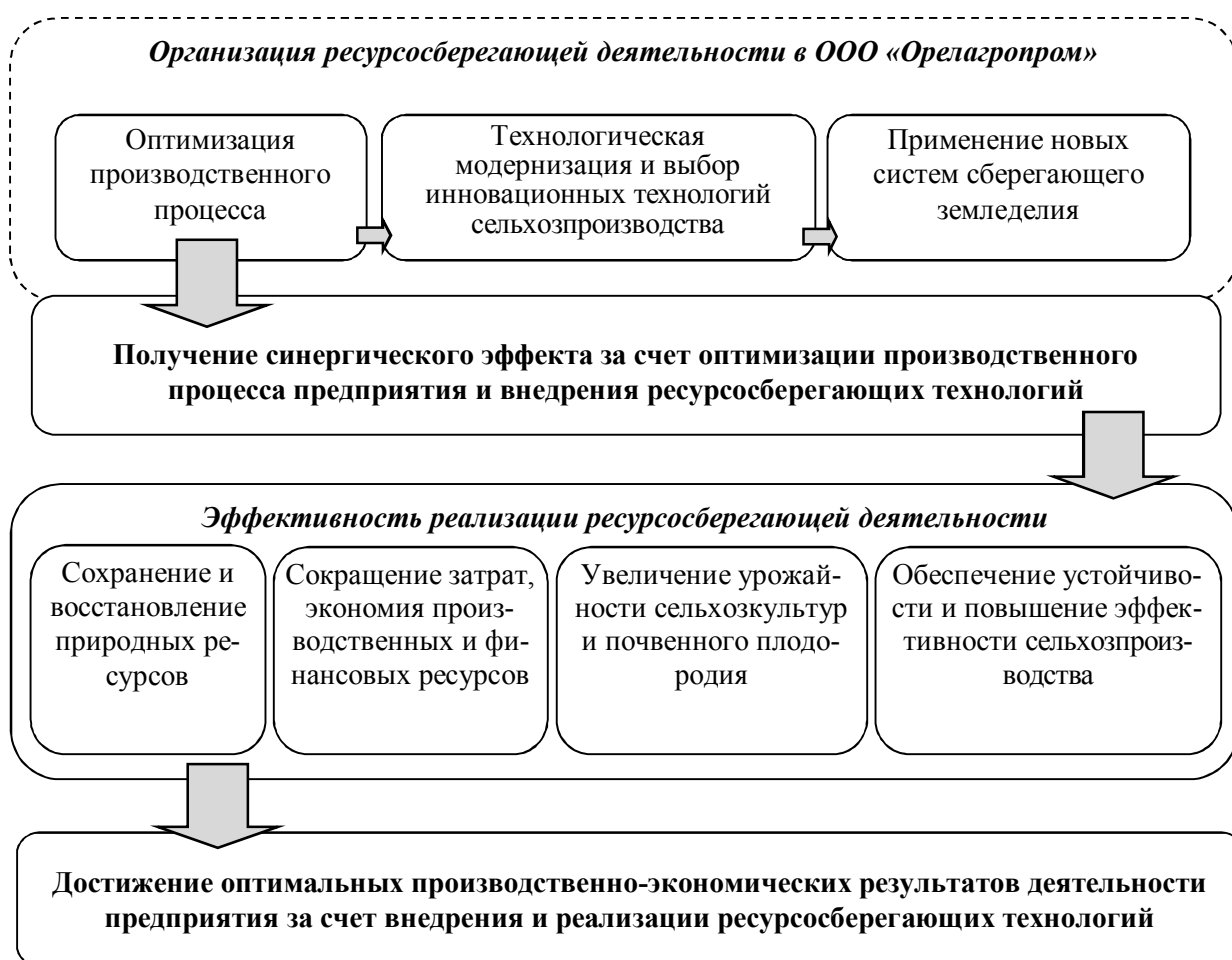 Организация ресурсосберегающей деятельности в ООО «Орелагропром»
Оптимизация
производственного
процесса
Технологическая
модернизация и выбор
инновационных технологий
сельхозпроизводства
Применение новых
систем сберегающего
земледелия
Получение синергического эффекта за счет оптимизации производственного
процесса предприятия и внедрения ресурсосберегающих технологий
Эффективность реализации ресурсосберегающей деятельности
Сохранение и
восстановление
природных ре-
сурсов
Сокращение затрат,
экономия произ-
водственных и фи-
нансовых ресурсов
Увеличение урожай-
ности сельхозкультур
и почвенного плодо-
родия
Обеспечение устойчиво-
сти и повышение эффек-
тивности сельхозпроиз-
водства
Достижение оптимальных производственно-экономических результатов деятельности
предприятия за счет внедрения и реализации ресурсосберегающих технологий